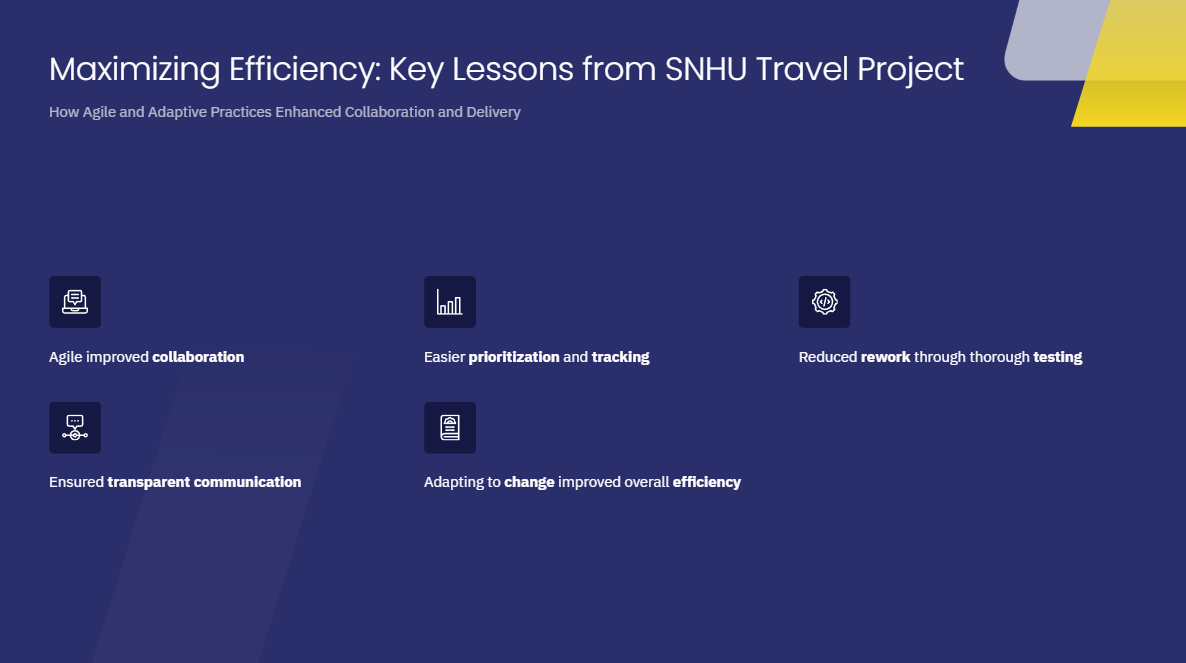 Maximizing Efficiency: Key Lessons from SNHU Travel Project
How Agile and Adaptive Practices Enhanced Collaboration and Delivery
Agile improved collaboration
Easier prioritization and tracking
Reduced rework through thorough testing
Ensured transparent communication
Adapting to change improved overall efficiency